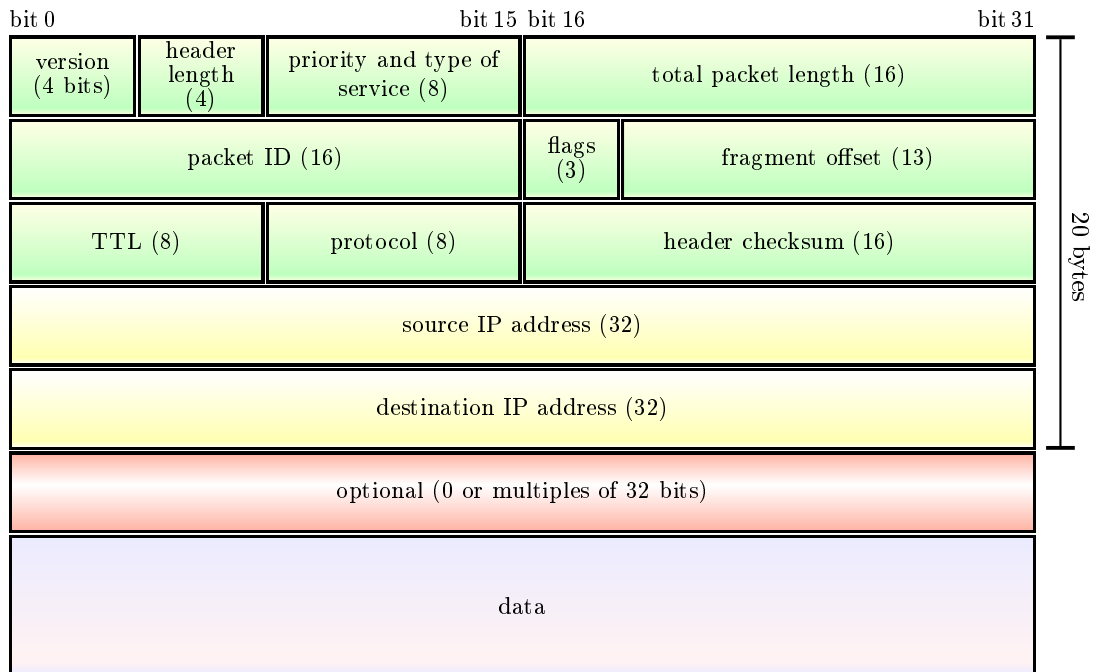 bit 0 bit 15 bit 16 bit 31
version
(4 bits)
header
length
(4)
priority and type of
service (8)
total packet length (16)
packet ID (16)
flags
(3)
fragment offset (13)
TTL (8)
protocol (8)
header checksum (16)
source IP address (32)
destination IP address (32)
20 bytes
optional (0 or multiples of 32 bits)
data